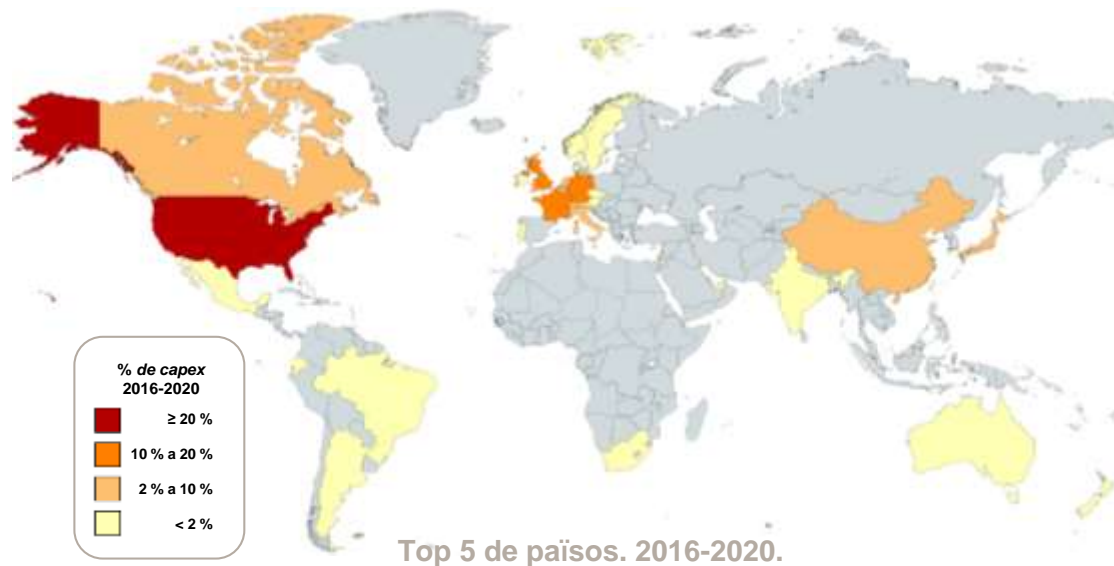 % de capex
2016-2020
≥ 20 %
10 % a 20 %
2 % a 10 %
< 2 %
Top 5 de països. 2016-2020.